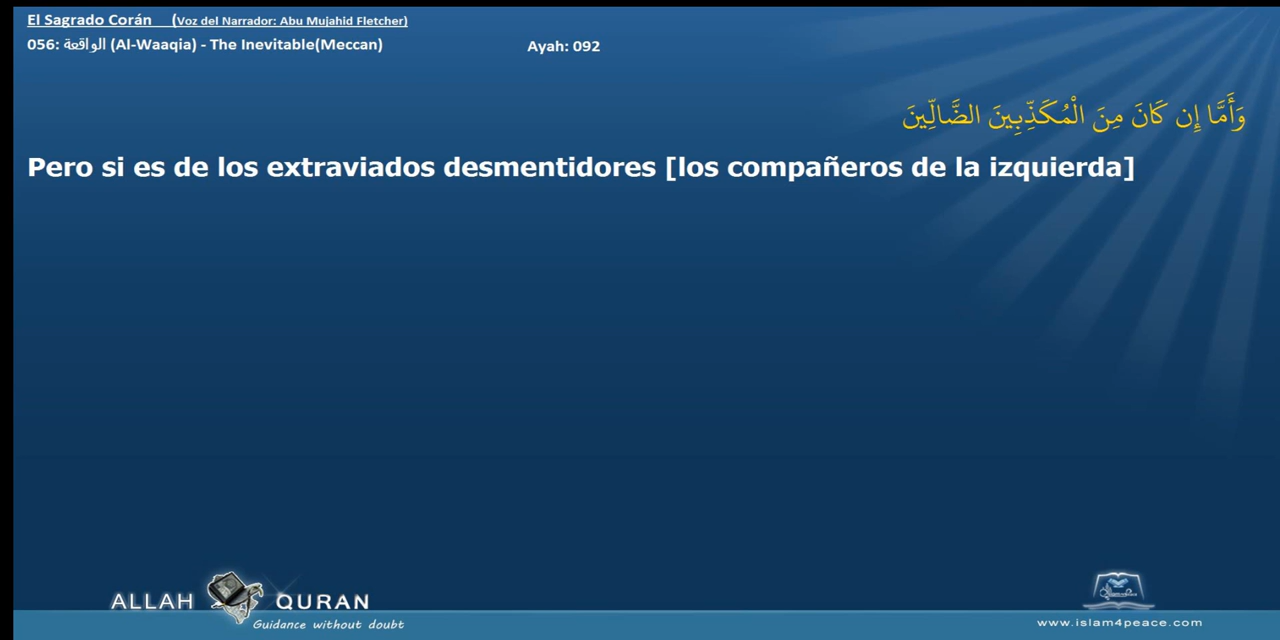 El Sagrado Corán (Voz del Narrador: Abu Mujahid Fletcher)
056: الواقعة (Al-Waaqia) - The Inevitable(Meccan) Ayah: 092
وَأَمَّا إِن كَانَ مِنَ الْمُكَذِّبِينَ الضَّالِّينَ
Pero si es de los extraviados desmentidores [los compañeros de la izquierda]
ALLAH QURAN
Guidance without doubt
www.islam4peace.com